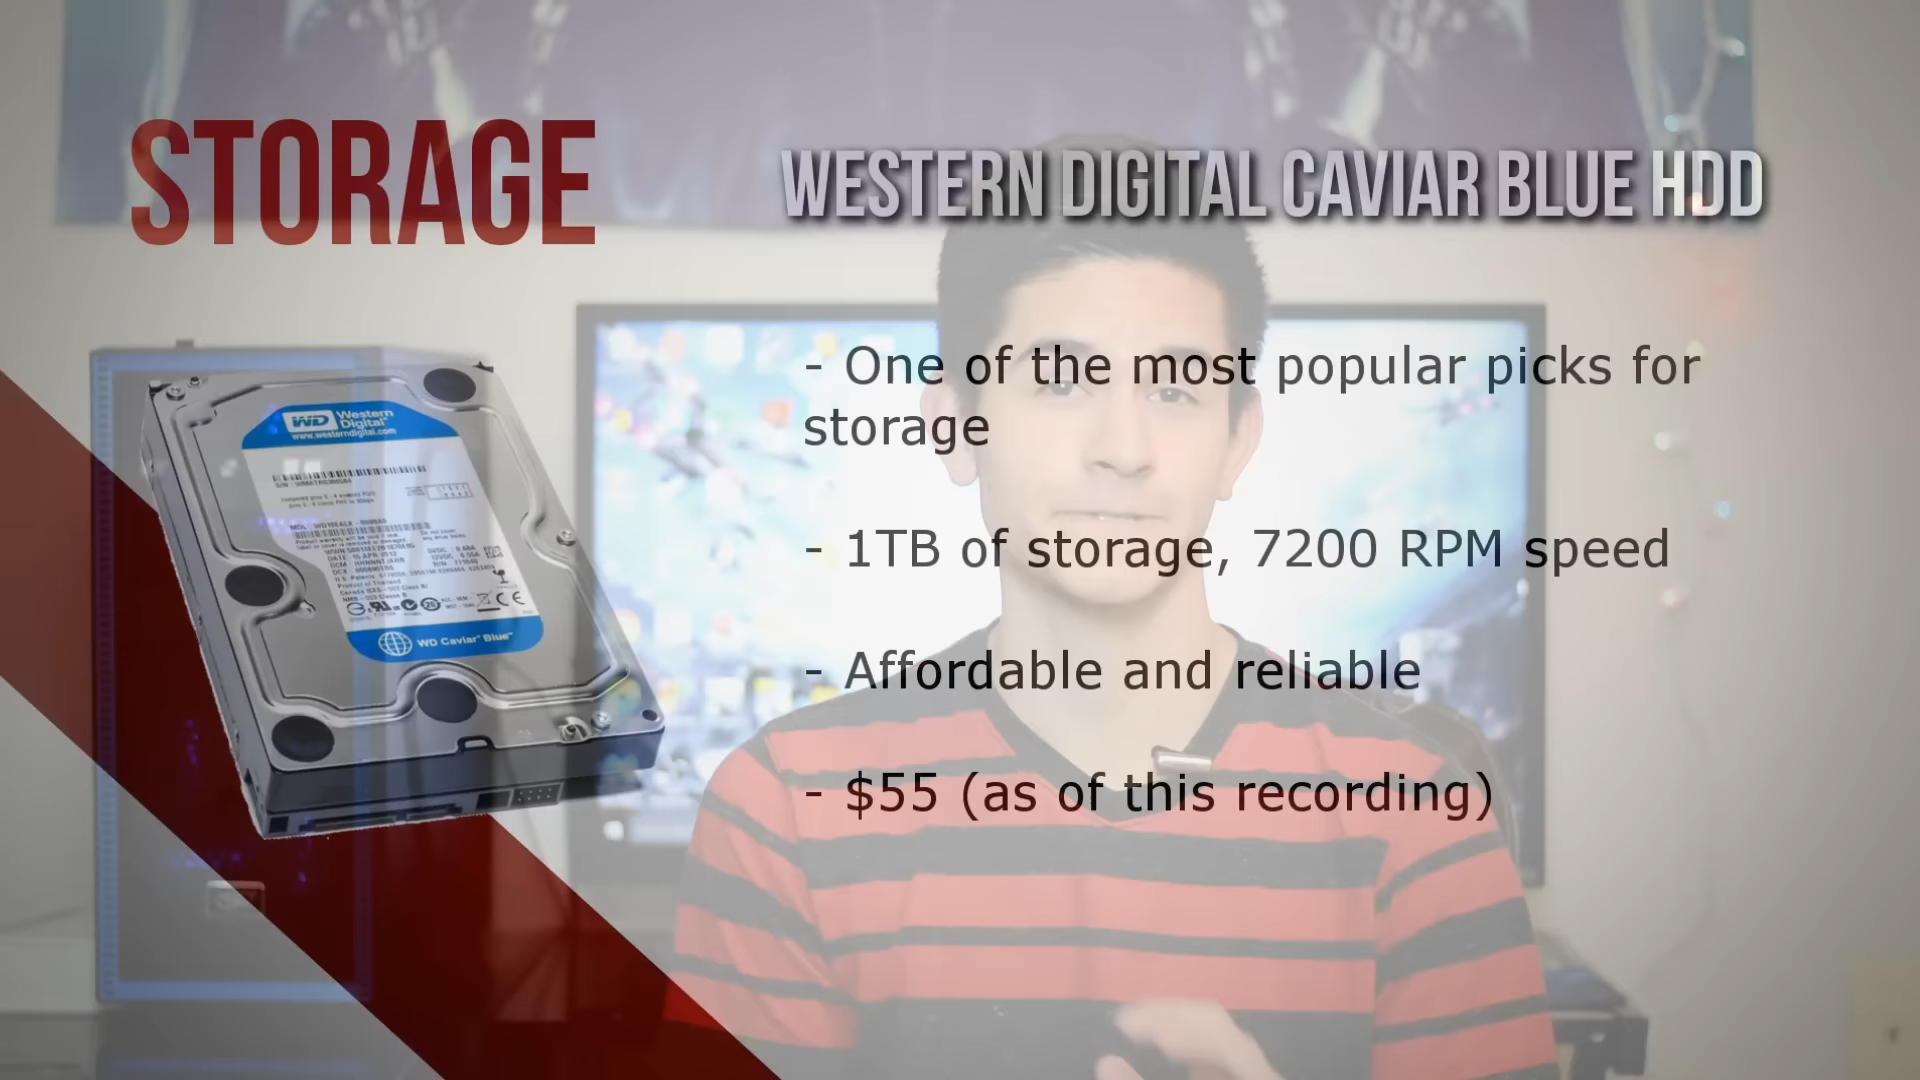 STORAGE
WESTERN DIGITAL CAVIAR BLUE HDD
- One of the most popular picks for
storage
- 1TB of storage, 7200 RPM speed
- Affordable and reliable
- $55 (as of this recording)
WD Western
Digital
www.westerndigital.com
WD Caviar Blue™